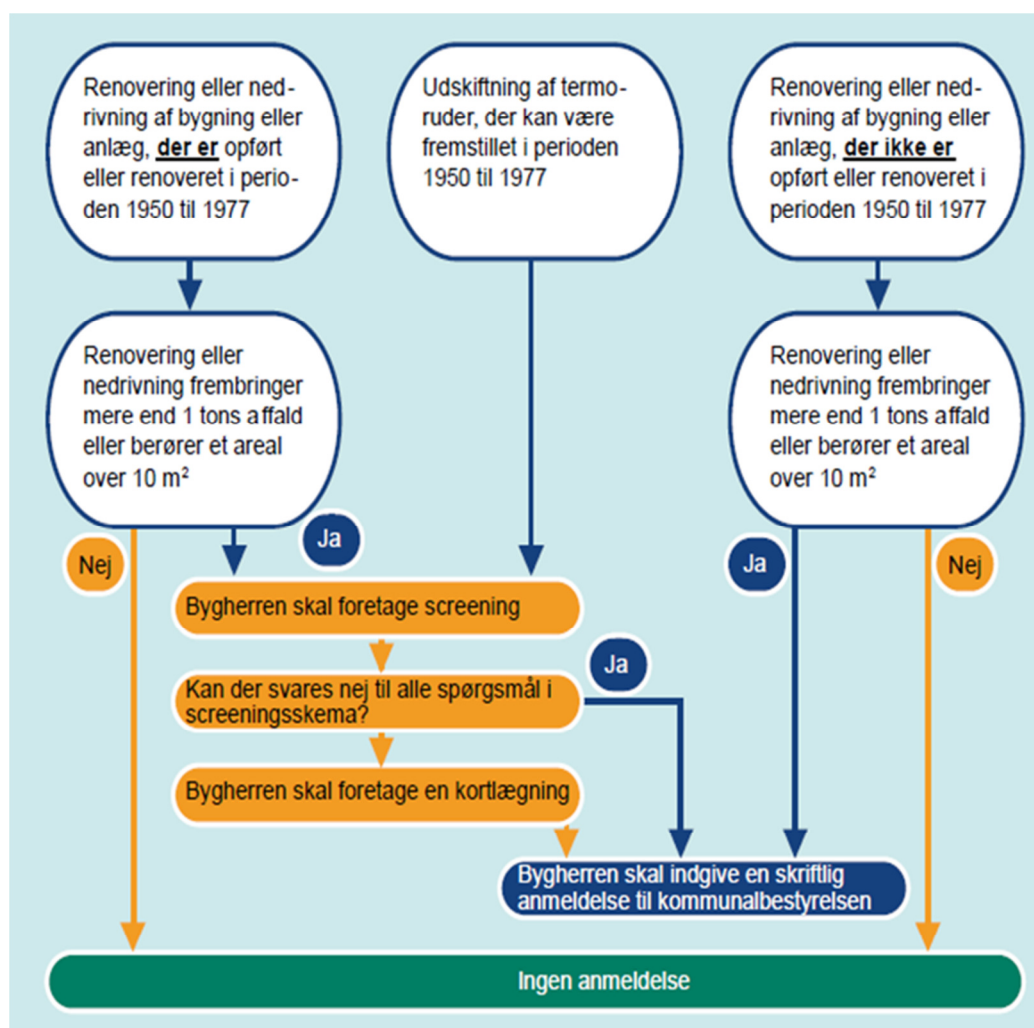 Renovering eller ned-
rivning af bygning eller
anlæg, der er opført
eller renoveret i perio-
den 1950 til 1977
Udskiftning af termo-
ruder, der kan være
fremstillet i perioden
1950 til 1977
Renovering eller ned-
rivning af bygning eller
anlæg, der ikke er
opført eller renoveret i
perioden 1950 til 1977
Renovering eller
nedrivning frembringer
mere end 1 tons affald
eller berører et areal
over 10 m²
Renovering eller
nedrivning frembringer
mere end 1 tons affald
eller berører et areal
over 10 m²
Nej
Ja
Ja
Nej
Bygherren skal foretage screening
Ja
Kan der svares nej til alle spørgsmål i
screeningsskema?
Bygherren skal foretage en kortlægning
Bygherren skal indgive en skriftlig
anmeldelse til kommunalbestyrelsen
Ingen anmeldelse